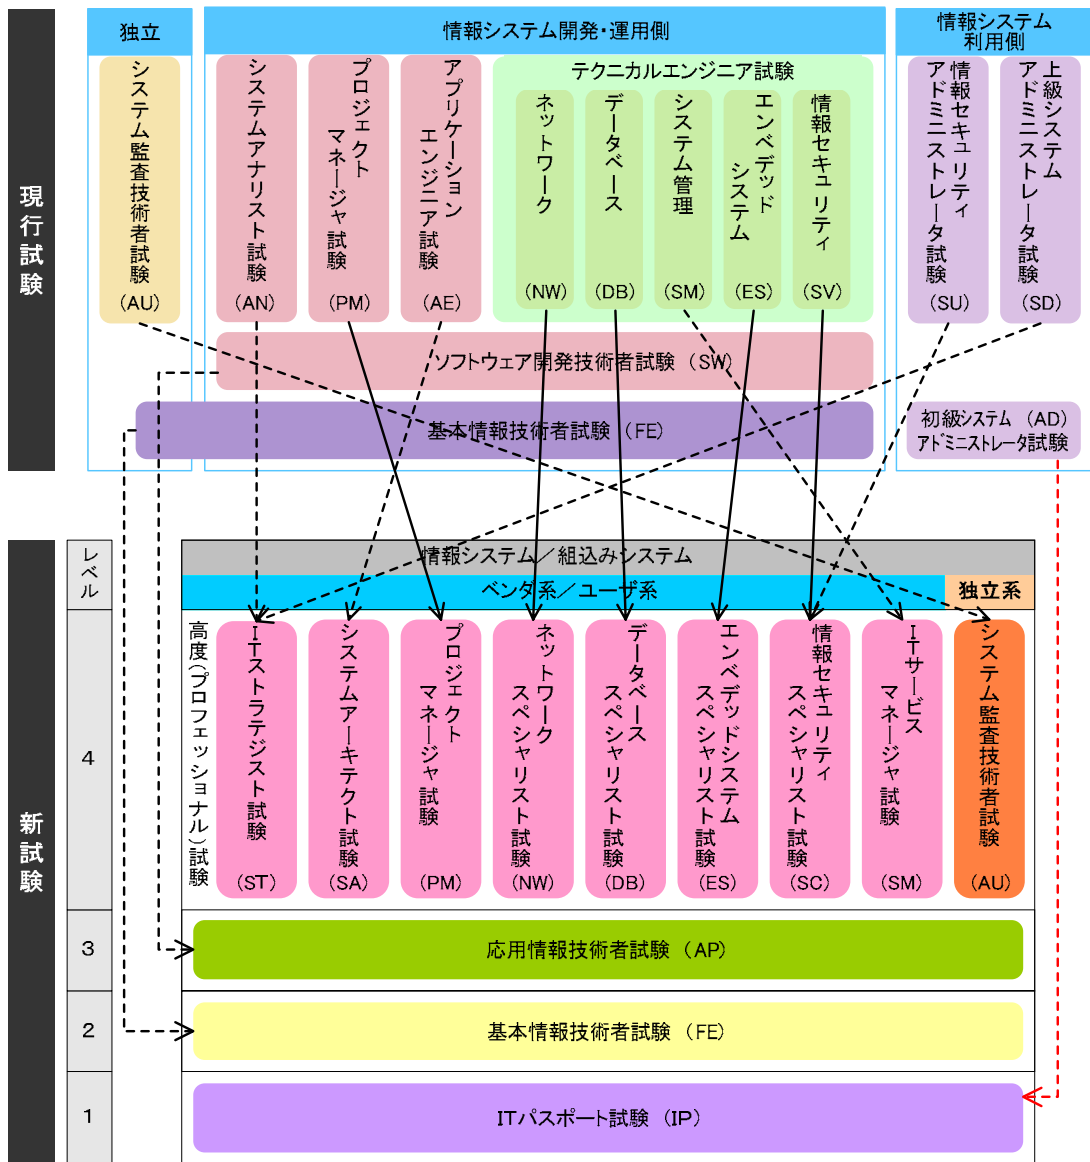 現行試験
独立
システム監査技術者試験
(AU)
情報システム開発・運用側
システムアナリスト試験
(AN)
プロジェクト
マネージャ試験
(PM)
アプリケーション
エンジニア試験
(AE)
テクニカルエンジニア試験
ネットワーク
(NW)
データベース
(DB)
システム管理
(SM)
エンベデッド
システム
(ES)
情報セキュリティ
(SV)
情報システム
利用側
情報セキュリティ
アドミニストレータ試験
(SU)
上級システム
アドミニストレータ試験
(SD)
ソフトウェア開発技術者試験(SW)
基本情報技術者試験(FE)
初級システム(AD)
アドミニストレータ試験
新試験
レベル
情報システム/組込みシステム
ベンダ系/ユーザ系
独立系
4
高度(プロフェッショナル)試験
ITストラテジスト試験
(ST)
システムアーキテクト試験
(SA)
プロジェクト
マネージャ試験
(PM)
ネットワーク
スペシャリスト試験
(NW)
データベース
スペシャリスト試験
(DB)
エンベデッドシステム
スペシャリスト試験
(ES)
情報セキュリティ
スペシャリスト試験
(SC)
ITサービス
マネージャ試験
(SM)
システム監査技術者試験
(AU)
3
応用情報技術者試験(AP)
2
基本情報技術者試験(FE)
1
ITパスポート試験(IP)